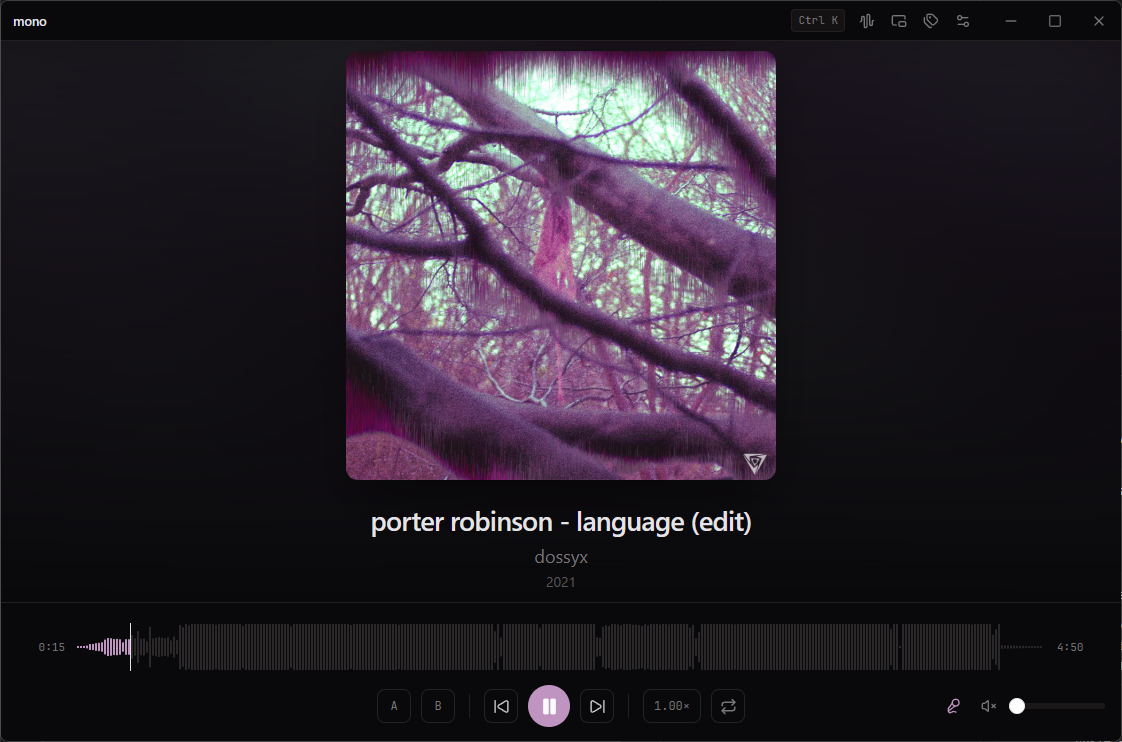 mono
Ctrl K
porter robinson - language (edit)
dossyx
2021
0:15
4:50
A
B
1.00×